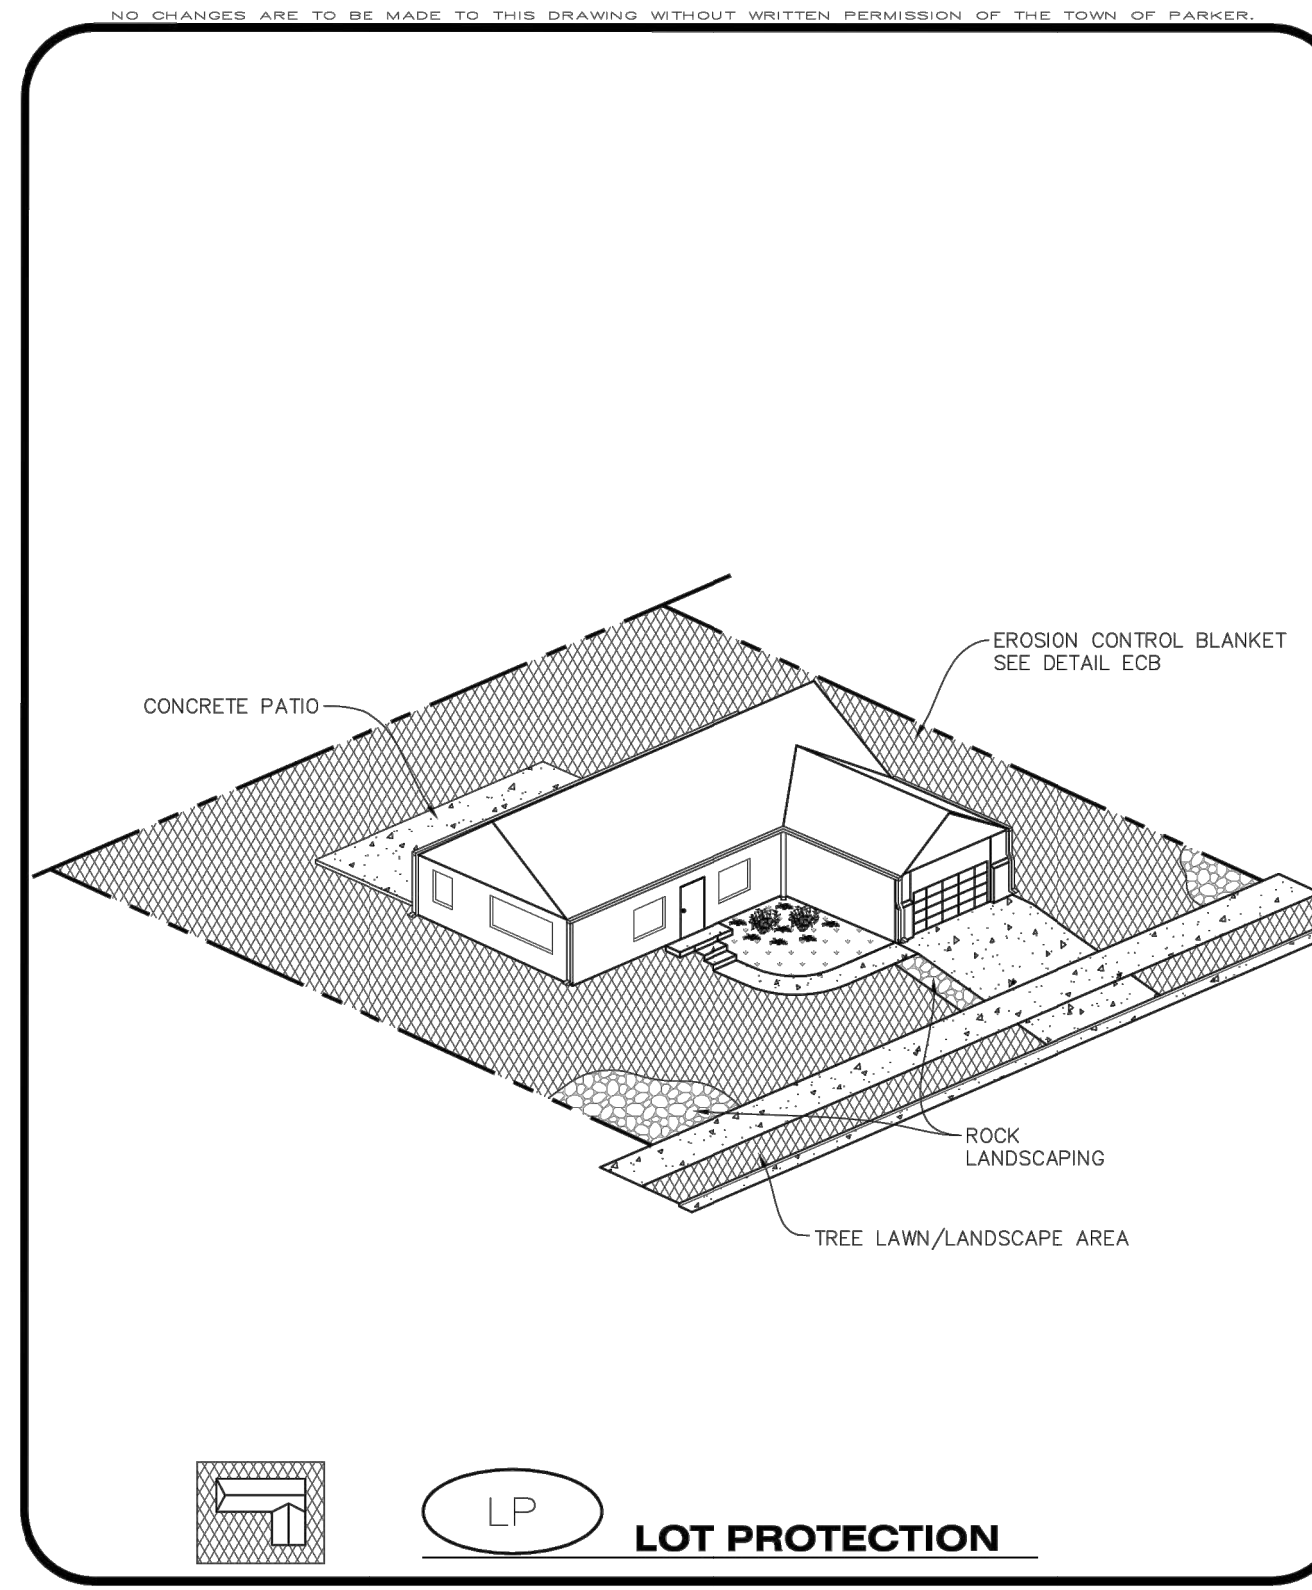 NO CHANGES ARE TO BE MADE TO THIS DRAWING WITHOUT WRITTEN PERMISSION OF THE TOWN OF PARKER.
EROSION CONTROL BLANKET
SEE DETAIL ECB
CONCRETE PATIO
ROCK
LANDSCAPING
TREE LAWN/LANDSCAPE AREA
LP
LOT PROTECTION